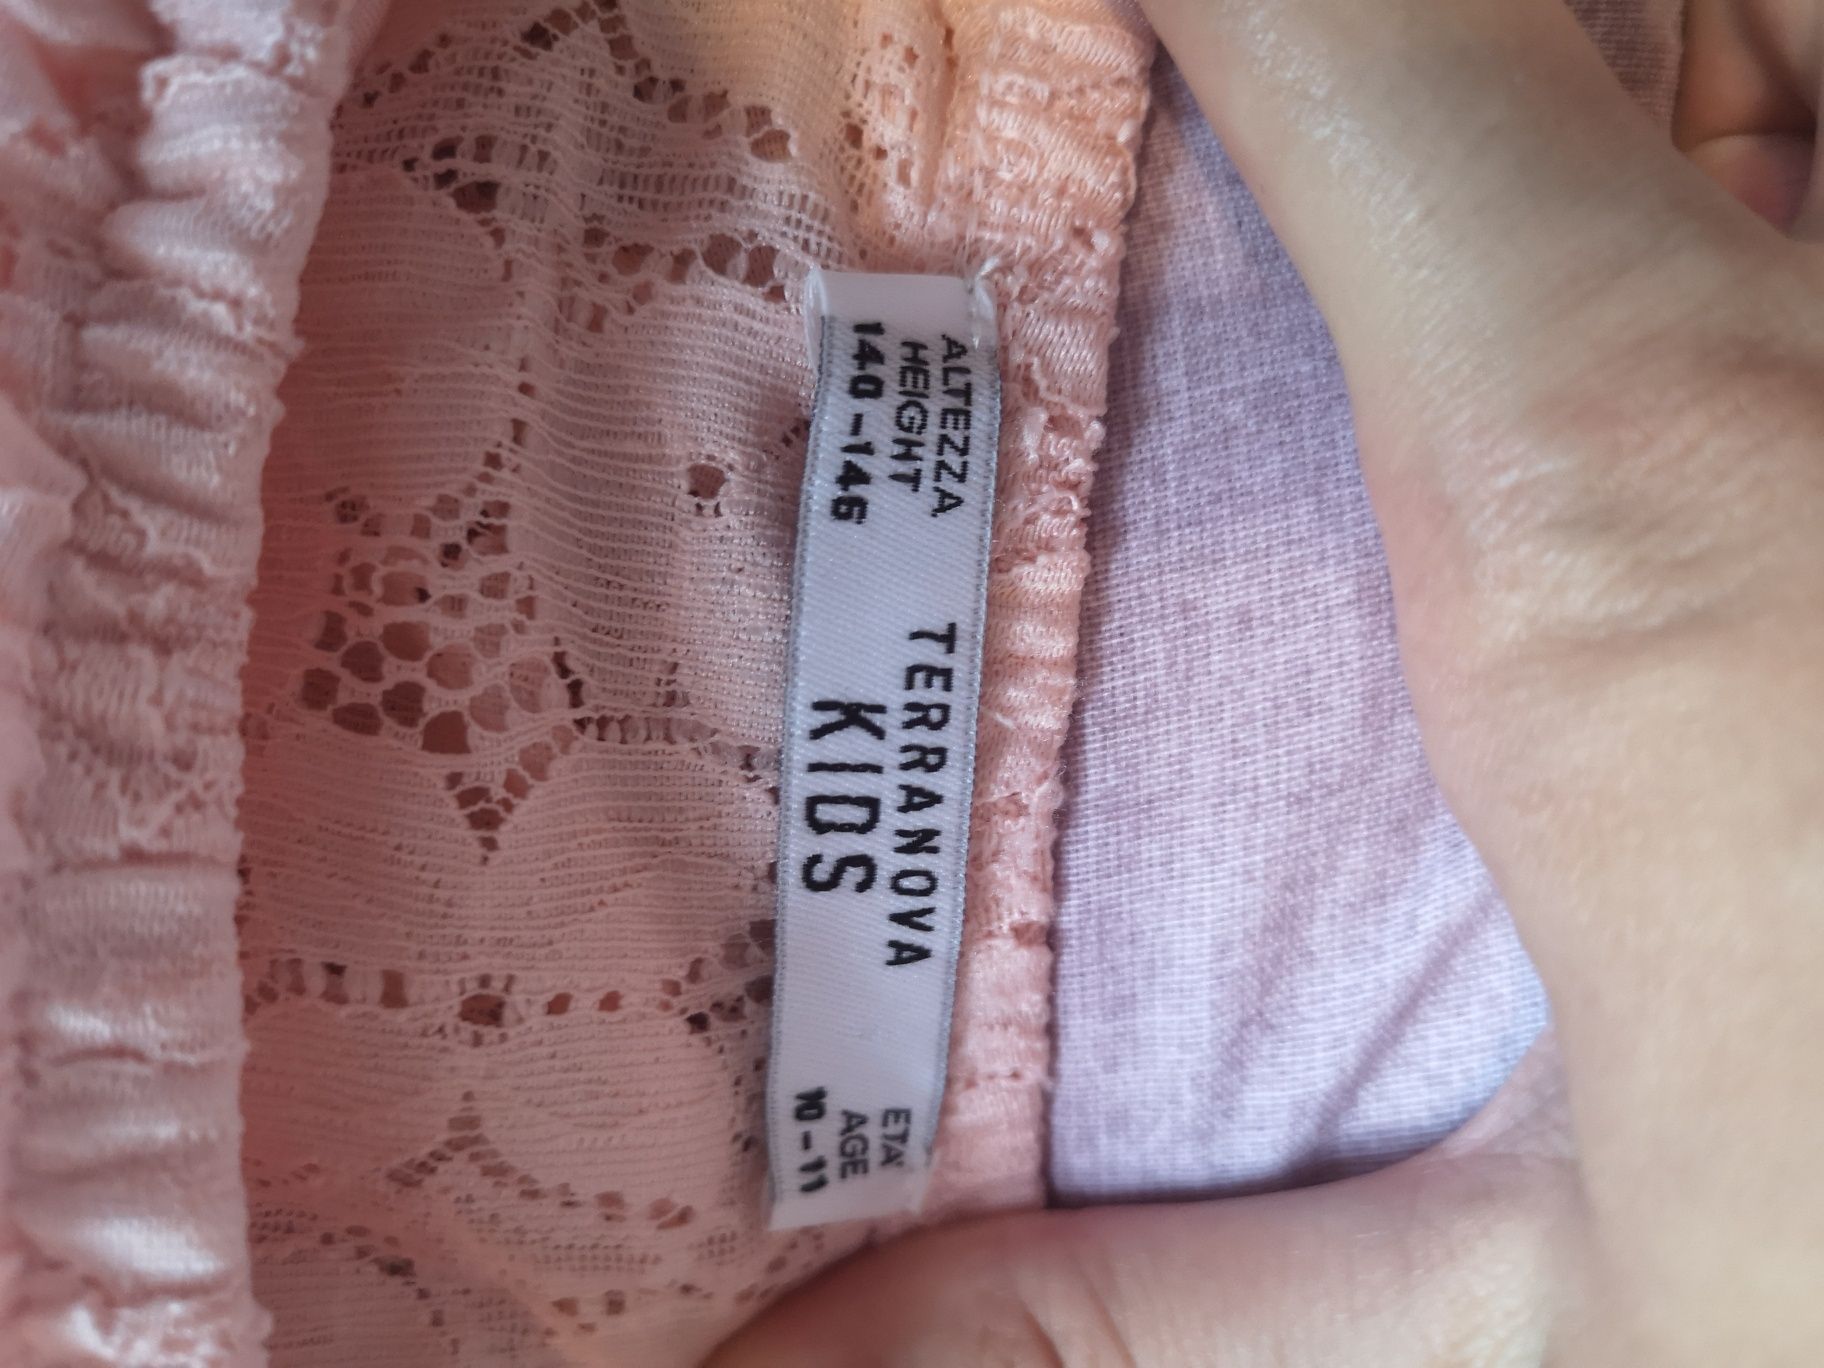 ALTEZZA
HEIGHT
140-146
TERRANOVA
KIDS
ETA'
AGE
10-11